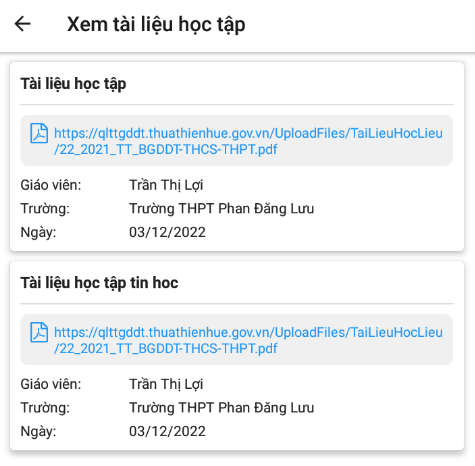 Xem tài liệu học tập
Tài liệu học tập
https://qlttgddt.thuathienhue.gov.vn/UploadFiles/TaiLieuHocLieu
/22_2021_TT_BGDDT-THCS-THPT.pdf
Giáo viên: Trần Thị Lợi
Trường: Trường THPT Phan Đăng Lưu
Ngày: 03/12/2022
Tài liệu học tập tin hoc
https://qlttgddt.thuathienhue.gov.vn/UploadFiles/TaiLieuHocLieu
/22_2021_TT_BGDDT-THCS-THPT.pdf
Giáo viên: Trần Thị Lợi
Trường: Trường THPT Phan Đăng Lưu
Ngày: 03/12/2022